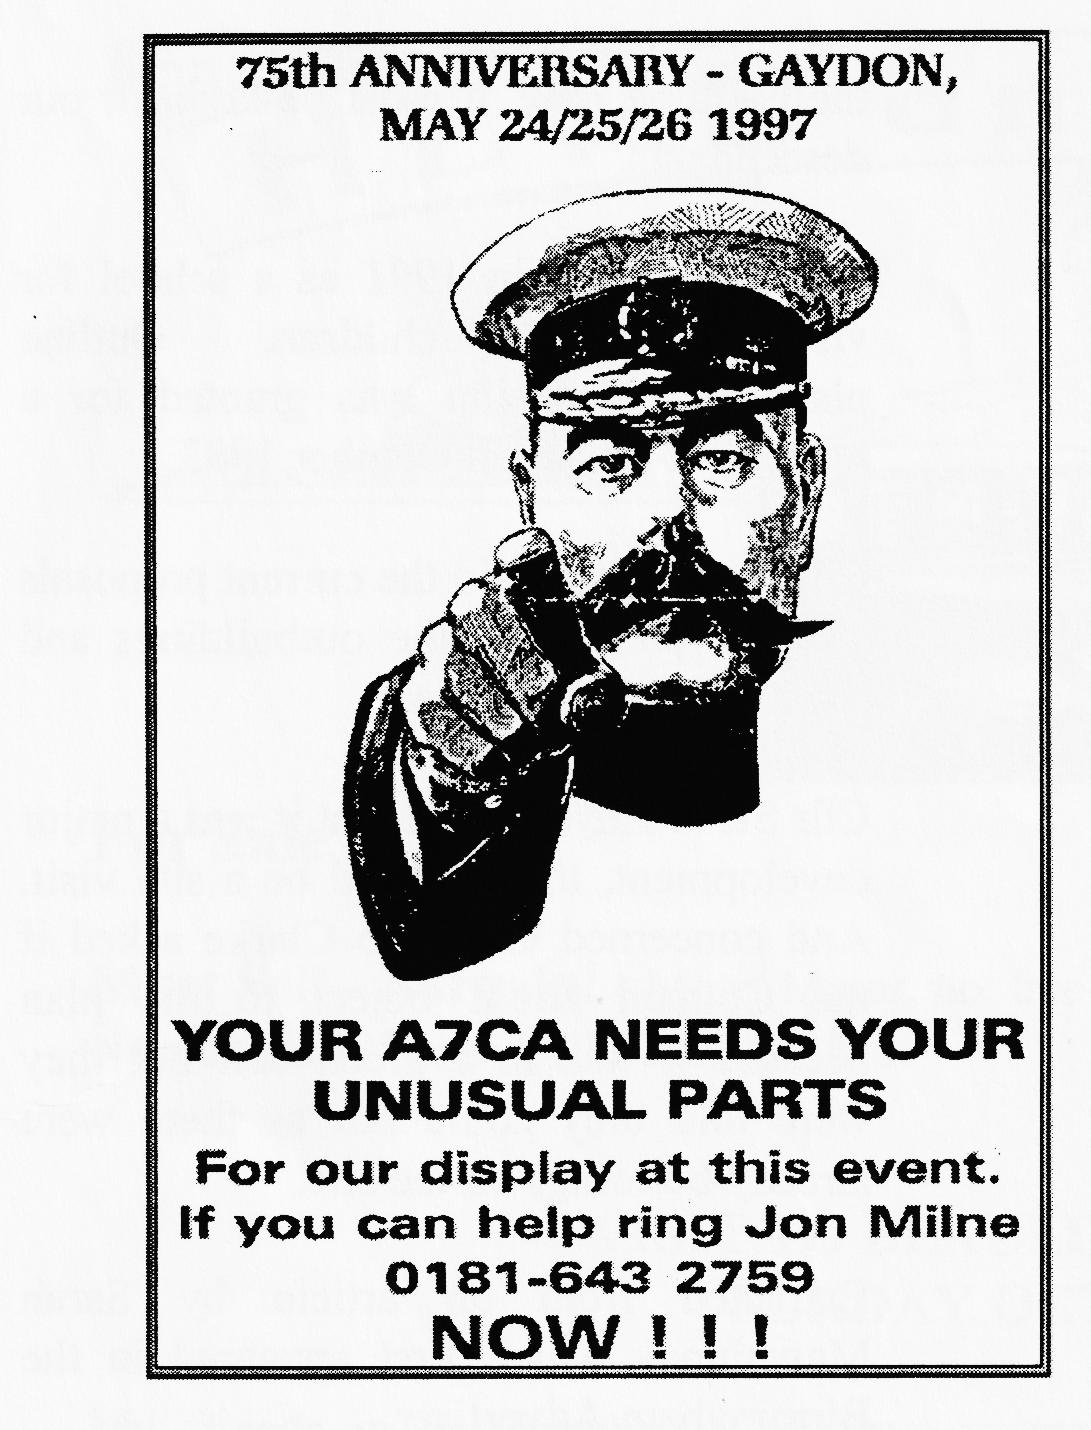 75th ANNIVERSARY - GAYDON,
MAY 24/25/26 1997
YOUR A7CA NEEDS YOUR
UNUSUAL PARTS
For our display at this event.
If you can help ring Jon Milne
0181-643 2759
NOW ! ! !